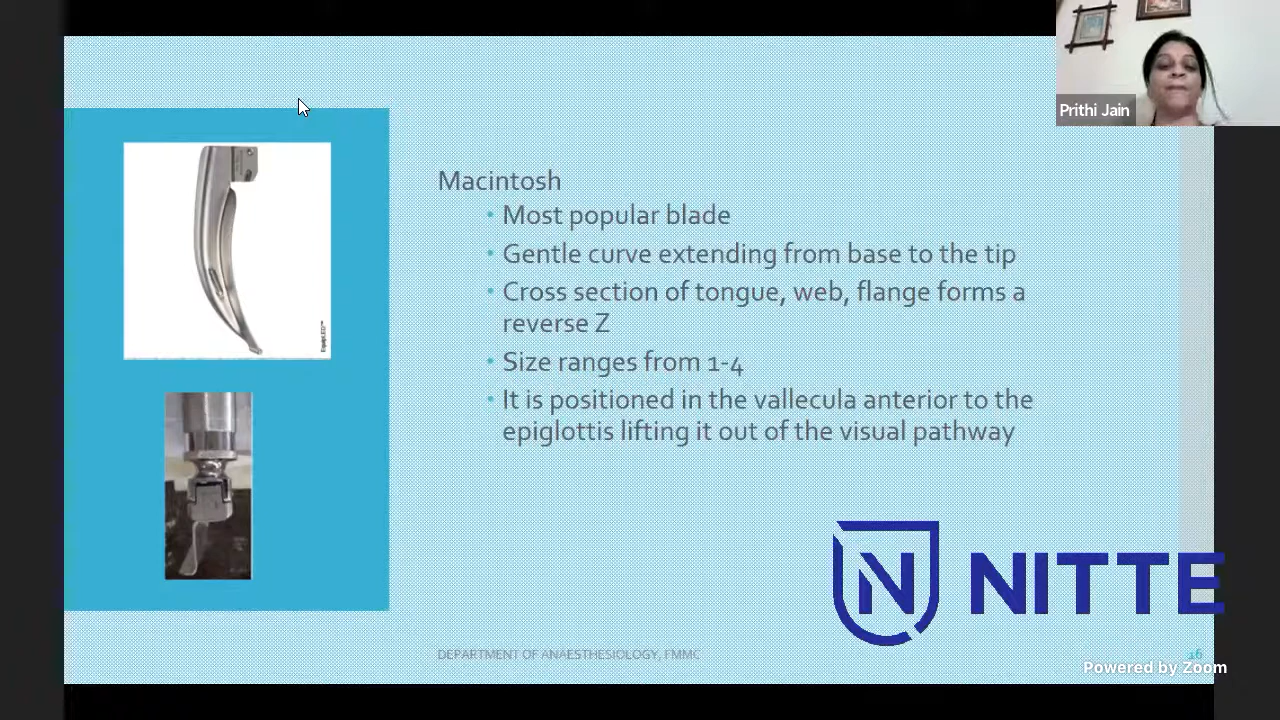 Prithi Jain
Macintosh
• Most popular blade
• Gentle curve extending from base to the tip
• Cross section of tongue, web, flange forms a
reverse Z
• Size ranges from 1-4
• It is positioned in the vallecula anterior to the
epiglottis lifting it out of the visual pathway
N NITTE
DEPARTMENT OF ANAESTHESIOLOGY, FMMC
16
Powered by Zoom